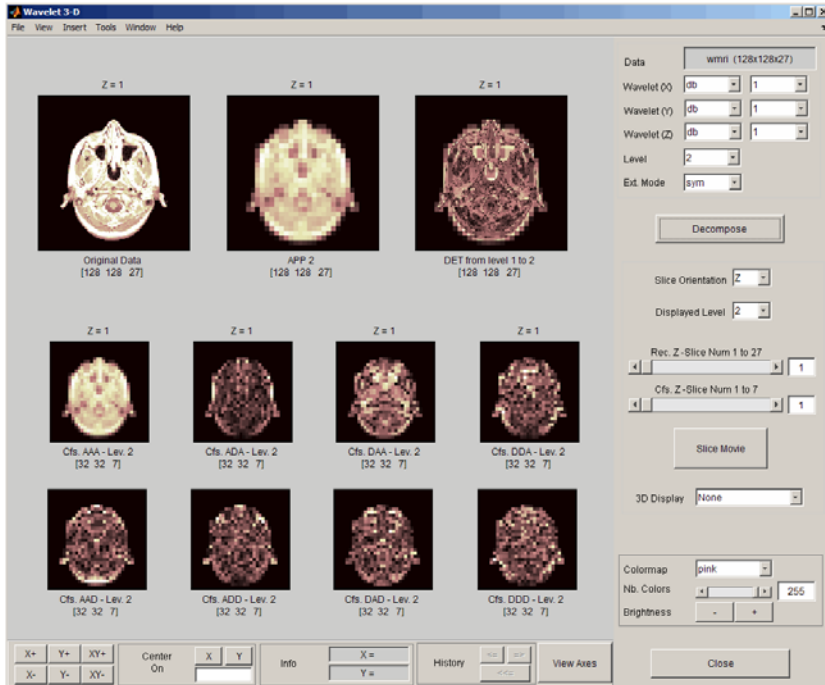 Wavelet 3-D
File View Insert Tools Window Help
Z = 1 Z = 1 Z = 1
Original Data APP 2 DET from level 1 to 2
[128 128 27] [128 128 27] [128 128 27]
Z = 1 Z = 1 Z = 1 Z = 1
Cfs. AAA - Lev. 2 Cfs. ADA - Lev. 2 Cfs. DAA - Lev. 2 Cfs. DDA - Lev. 2
[32 32 7] [32 32 7] [32 32 7] [32 32 7]
Cfs. AAD - Lev. 2 Cfs. ADD - Lev. 2 Cfs. DAD - Lev. 2 Cfs. DDD - Lev. 2
[32 32 7] [32 32 7] [32 32 7] [32 32 7]
Data wmri (128x128x27)
Wavelet (X) db 1
Wavelet (Y) db 1
Wavelet (Z) db 1
Level 2
Ext. Mode sym
Decompose
Slice Orientation Z
Displayed Level 2
Rec. Z-Slice Num 1 to 27
1
Cfs. Z-Slice Num 1 to 7
1
Slice Movie
3D Display None
Colormap pink
Nb. Colors 255
Brightness - +
X+ Y+ XY+
X- Y- XY-
Center On X Y
Info X =
Y =
History <= =>
<<=
View Axes
Close